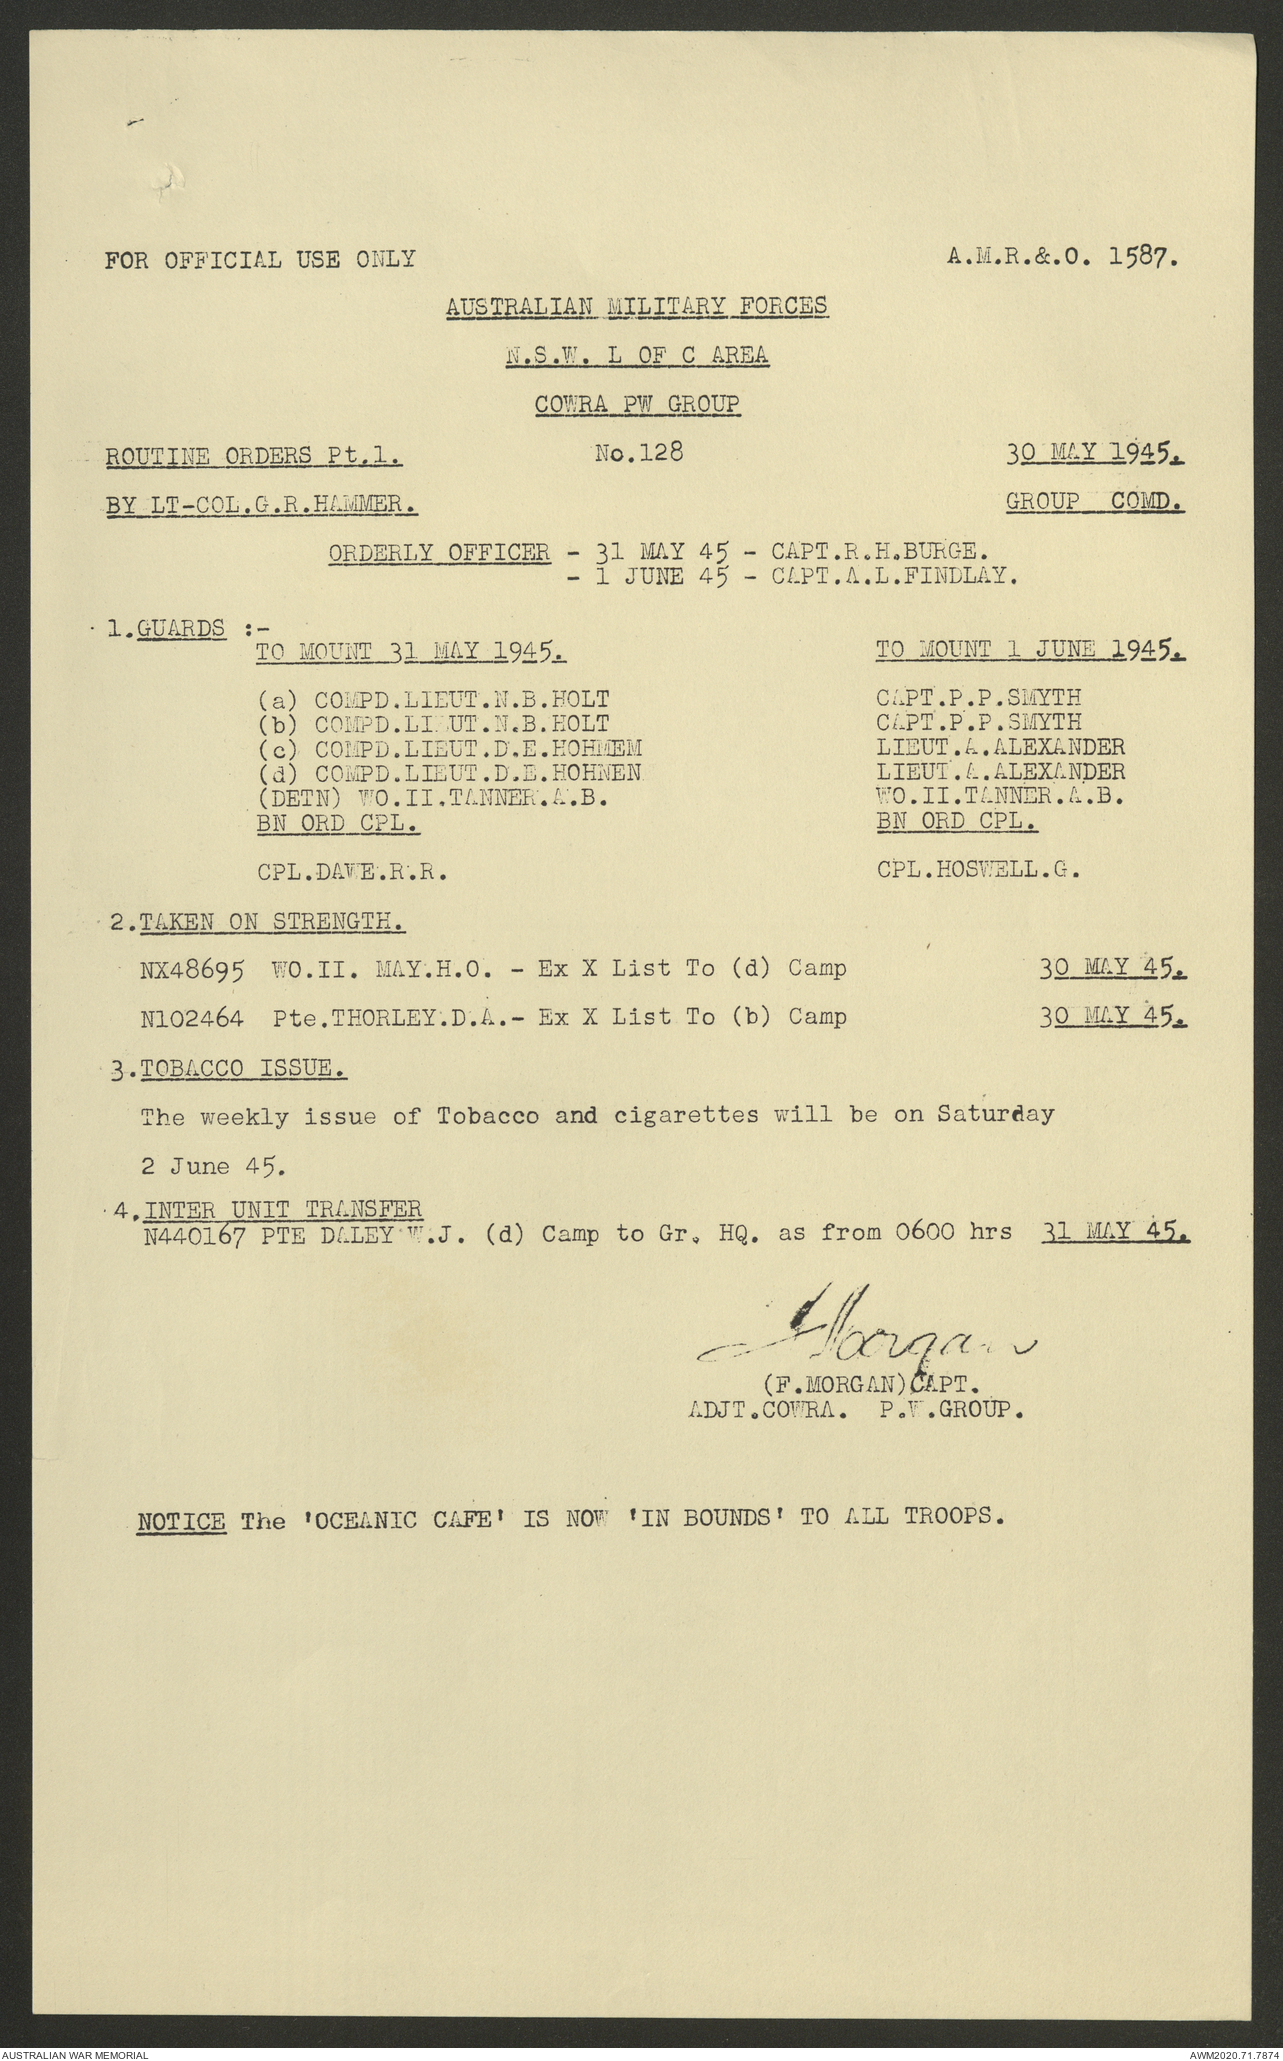 FOR OFFICIAL USE ONLY A.M.R.&.O. 1587.
AUSTRALIAN MILITARY FORCES
N.S.W. L OF C AREA
COWRA PW GROUP
ROUTINE ORDERS Pt.1. No.128 30 MAY 1945.
BY LT-COL.G.R.HAMMER. GROUP COMD.
ORDERLY OFFICER - 31 MAY 45 - CAPT.R.H.BURGE.
- 1 JUNE 45 - CAPT.A.L.FINDLAY.
1.GUARDS :-
TO MOUNT 31 MAY 1945. TO MOUNT 1 JUNE 1945.
(a) COMPD.LIEUT.N.B.HOLT CAPT.P.P.SMYTH
(b) COMPD.LIEUT.N.B.HOLT CAPT.P.P.SMYTH
(c) COMPD.LIEUT.D.E.HOHMEM LIEUT.A.ALEXANDER
(d) COMPD.LIEUT.D.E.HOHNEN LIEUT.A.ALEXANDER
(DETN) WO.II.TANNER.A.B. WO.II.TANNER.A.B.
BN ORD CPL. BN ORD CPL.
CPL.DAWE.R.R. CPL.HOSWELL.G.
2.TAKEN ON STRENGTH.
NX48695 WO.II. MAY.H.O. - Ex X List To (d) Camp 30 MAY 45.
N102464 Pte.THORLEY.D.A.- Ex X List To (b) Camp 30 MAY 45.
3.TOBACCO ISSUE.
The weekly issue of Tobacco and cigarettes will be on Saturday
2 June 45.
4.INTER UNIT TRANSFER
N440167 PTE DALEY W.J. (d) Camp to Gr. HQ. as from 0600 hrs 31 MAY 45.
F Morgan
(F.MORGAN)CAPT.
ADJT.COWRA. P.W.GROUP.
NOTICE The 'OCEANIC CAFE' IS NOW 'IN BOUNDS' TO ALL TROOPS.
AUSTRALIAN WAR MEMORIAL AWM2020.71.7874